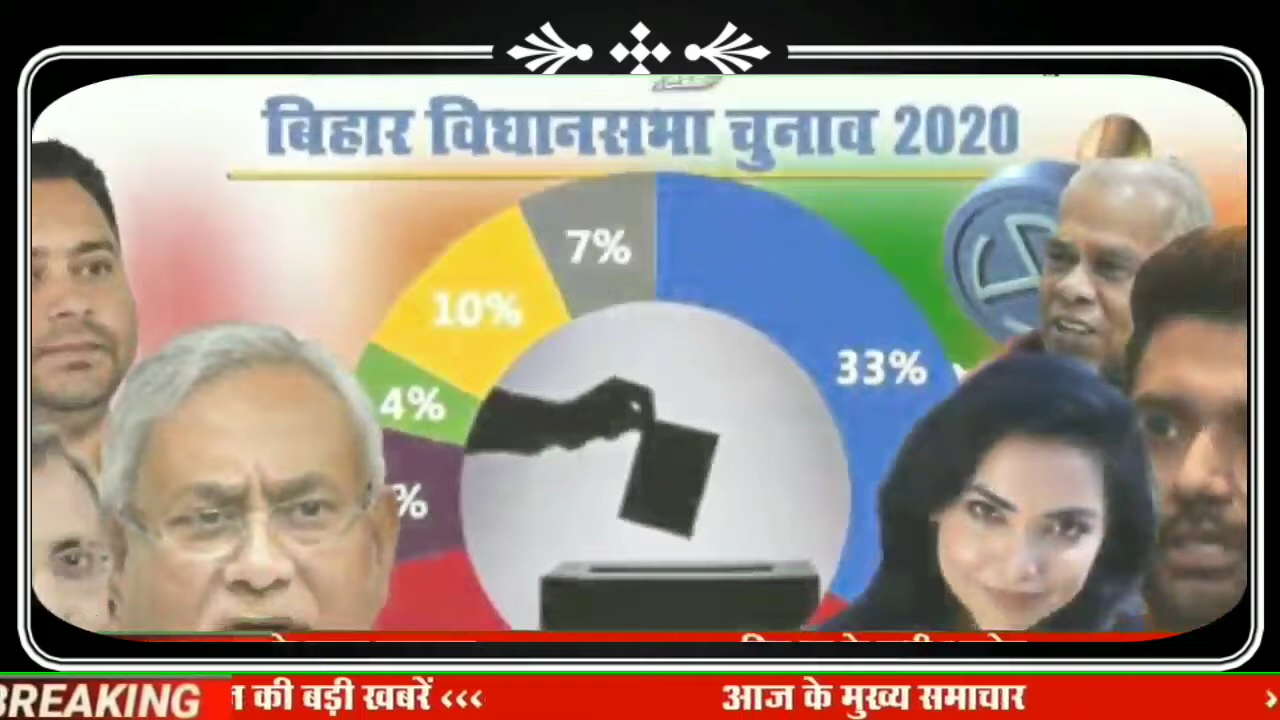 बिहार विधानसभा चुनाव 2020
7%
10%
33%
4%
%
BREAKING
की बड़ी खबरें <<< आज के मुख्य समाचार >